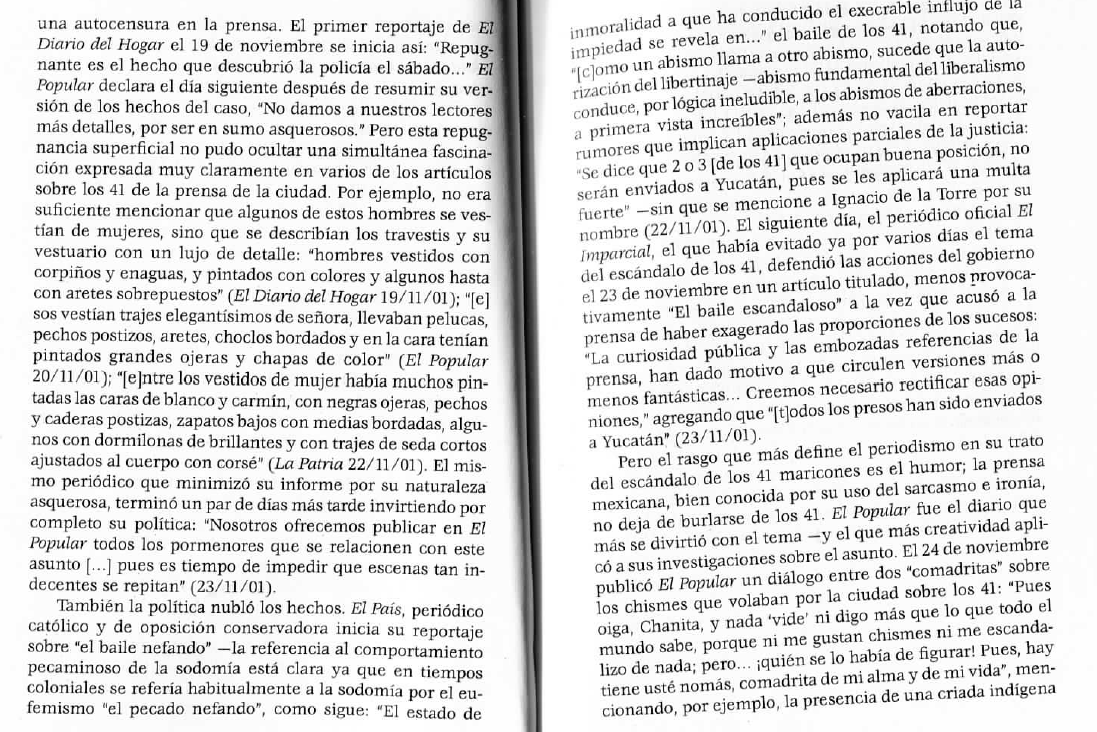 una autocensura en la prensa. El primer reportaje de El
Diario del Hogar el 19 de noviembre se inicia así: “Repug-
nante es el hecho que descubrió la policía el sábado...” El
Popular declara el día siguiente después de resumir su ver-
sión de los hechos del caso, “No damos a nuestros lectores
más detalles, por ser en sumo asquerosos.” Pero esta repug-
nancia superficial no pudo ocultar una simultánea fascina-
ción expresada muy claramente en varios de los artículos
sobre los 41 de la prensa de la ciudad. Por ejemplo, no era
suficiente mencionar que algunos de estos hombres se ves-
tían de mujeres, sino que se describían los travestis y su
vestuario con un lujo de detalle: “hombres vestidos con
corpiños y enaguas, y pintados con colores y algunos hasta
con aretes sobrepuestos” (El Diario del Hogar 19/11/01); “[e]
sos vestían trajes elegantísimos de señora, llevaban pelucas,
pechos postizos, aretes, choclos bordados y en la cara tenían
pintados grandes ojeras y chapas de color” (El Popular
20/11/01); “[e]ntre los vestidos de mujer había muchos pin-
tadas las caras de blanco y carmín, con negras ojeras, pechos
y caderas postizas, zapatos bajos con medias bordadas, algu-
nos con dormilonas de brillantes y con trajes de seda cortos
ajustados al cuerpo con corsé” (La Patria 22/11/01). El mis-
mo periódico que minimizó su informe por su naturaleza
asquerosa, terminó un par de días más tarde invirtiendo por
completo su política: “Nosotros ofrecemos publicar en El
Popular todos los pormenores que se relacionen con este
asunto [...] pues es tiempo de impedir que escenas tan in-
decentes se repitan” (23/11/01).
También la política nubló los hechos. El País, periódico
católico y de oposición conservadora inicia su reportaje
sobre “el baile nefando” —la referencia al comportamiento
pecaminoso de la sodomía está clara ya que en tiempos
coloniales se refería habitualmente a la sodomía por el eu-
femismo “el pecado nefando”, como sigue: “El estado de
inmoralidad a que ha conducido el execrable influjo de la
impiedad se revela en...” el baile de los 41, notando que,
“[c]omo un abismo llama a otro abismo, sucede que la auto-
rización del libertinaje —abismo fundamental del liberalismo
conduce, por lógica ineludible, a los abismos de aberraciones,
a primera vista increíbles”; además no vacila en reportar
rumores que implican aplicaciones parciales de la justicia:
“Se dice que 2 o 3 [de los 41] que ocupan buena posición, no
serán enviados a Yucatán, pues se les aplicará una multa
fuerte” —sin que se mencione a Ignacio de la Torre por su
nombre (22/11/01). El siguiente día, el periódico oficial El
Imparcial, el que había evitado ya por varios días el tema
del escándalo de los 41, defendió las acciones del gobierno
el 23 de noviembre en un artículo titulado, menos provoca-
tivamente “El baile escandaloso” a la vez que acusó a la
prensa de haber exagerado las proporciones de los sucesos:
“La curiosidad pública y las embozadas referencias de la
prensa, han dado motivo a que circulen versiones más o
menos fantásticas... Creemos necesario rectificar esas opi-
niones,” agregando que “[t]odos los presos han sido enviados
a Yucatán” (23/11/01).
Pero el rasgo que más define el periodismo en su trato
del escándalo de los 41 maricones es el humor; la prensa
mexicana, bien conocida por su uso del sarcasmo e ironía,
no deja de burlarse de los 41. El Popular fue el diario que
más se divirtió con el tema —y el que más creatividad apli-
có a sus investigaciones sobre el asunto. El 24 de noviembre
publicó El Popular un diálogo entre dos “comadritas” sobre
los chismes que volaban por la ciudad sobre los 41: “Pues
oiga, Chanita, y nada ‘vide’ ni digo más que lo que todo el
mundo sabe, porque ni me gustan chismes ni me escanda-
lizo de nada; pero... ¡quién se lo había de figurar! Pues, hay
tiene usté nomás, comadrita de mi alma y de mi vida”, men-
cionando, por ejemplo, la presencia de una criada indígena